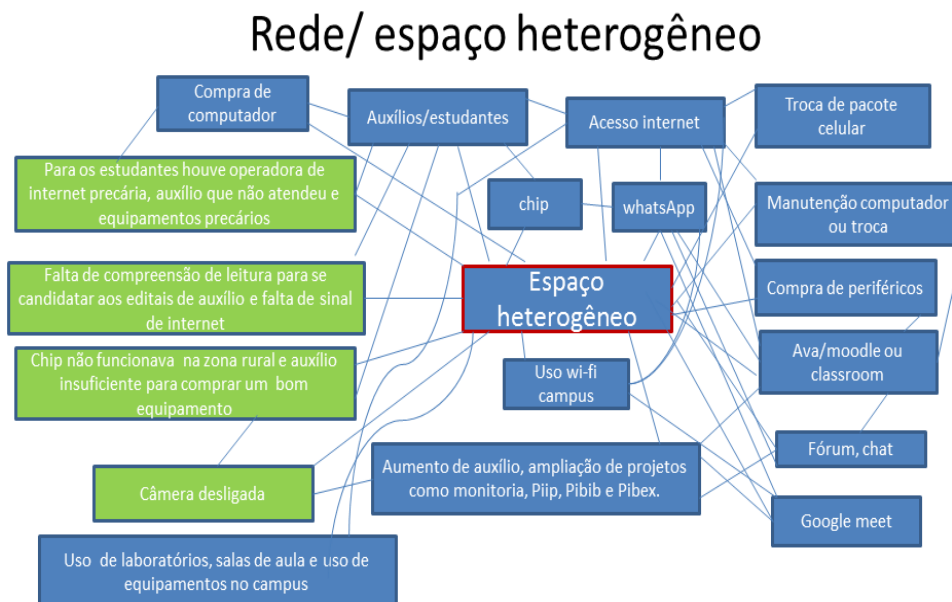 Rede/ espaço heterogêneo
Compra de
computador
Auxílios/estudantes
Acesso internet
Troca de pacote
celular
Para os estudantes houve operadora de
internet precária, auxílio que não atendeu e
equipamentos precários
chip
whatsApp
Manutenção computador
ou troca
Falta de compreensão de leitura para se
candidatar aos editais de auxílio e falta de sinal
de internet
Espaço
heterogêneo
Compra de periféricos
Chip não funcionava na zona rural e auxílio
insuficiente para comprar um bom
equipamento
Uso wi-fi
campus
Ava/moodle ou
classroom
Câmera desligada
Aumento de auxílio, ampliação de projetos
como monitoria, Piip, Pibib e Pibex.
Fórum, chat
Google meet
Uso de laboratórios, salas de aula e uso de
equipamentos no campus